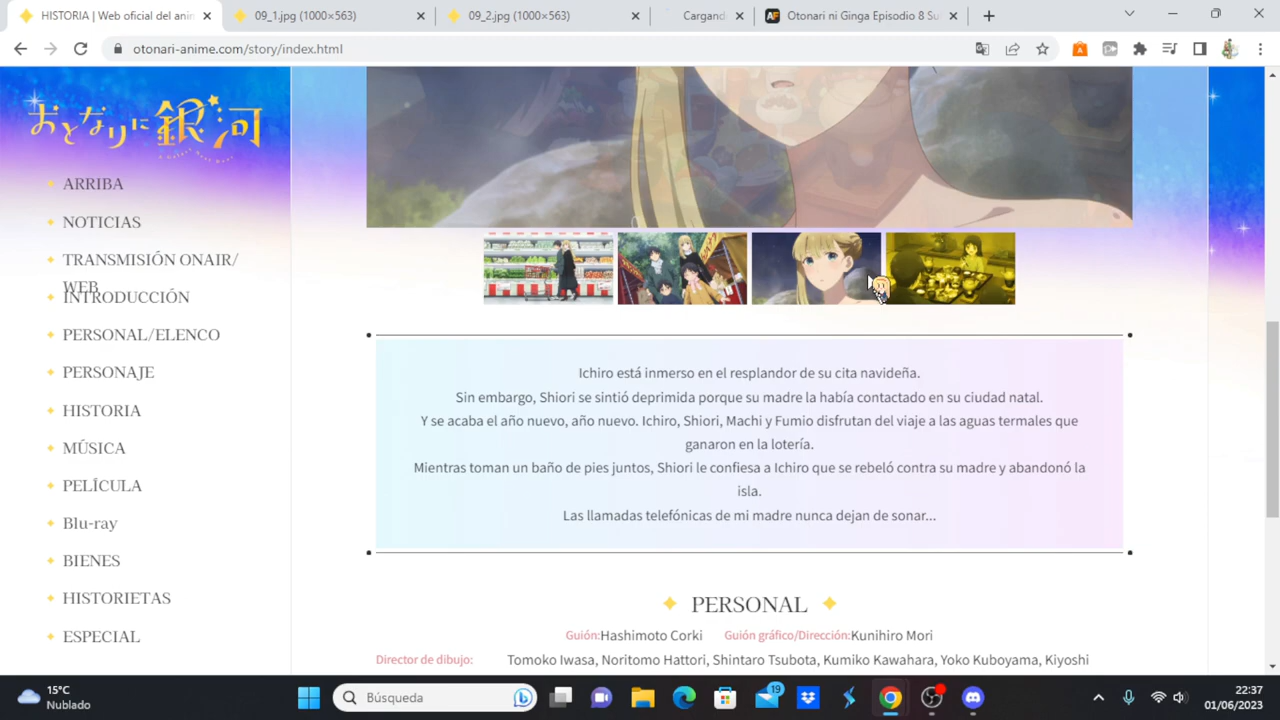 HISTORIA | Web oficial del anin
09_1.jpg (1000×563)
09_2.jpg (1000×563)
Cargand
AF
Otonari ni Ginga Episodio 8 Su
otonari-anime.com/story/index.html
おとなりに銀河
ARRIBA
NOTICIAS
TRANSMISIÓN ONAIR/
WEB
INTRODUCCIÓN
PERSONAL/ELENCO
PERSONAJE
HISTORIA
MÚSICA
PELÍCULA
Blu-ray
BIENES
HISTORIETAS
ESPECIAL
Ichiro está inmerso en el resplandor de su cita navideña.
Sin embargo, Shiori se sintió deprimida porque su madre la había contactado en su ciudad natal.
Y se acaba el año nuevo, año nuevo. Ichiro, Shiori, Machi y Fumio disfrutan del viaje a las aguas termales que
ganaron en la lotería.
Mientras toman un baño de pies juntos, Shiori le confiesa a Ichiro que se rebeló contra su madre y abandonó la
isla.
Las llamadas telefónicas de mi madre nunca dejan de sonar...
PERSONAL
Guión:Hashimoto Corki Guión gráfico/Dirección:Kunihiro Mori
Director de dibujo: Tomoko Iwasa, Noritomo Hattori, Shintaro Tsubota, Kumiko Kawahara, Yoko Kuboyama, Kiyoshi
15°C
Nublado
Búsqueda
19
22:37
01/06/2023